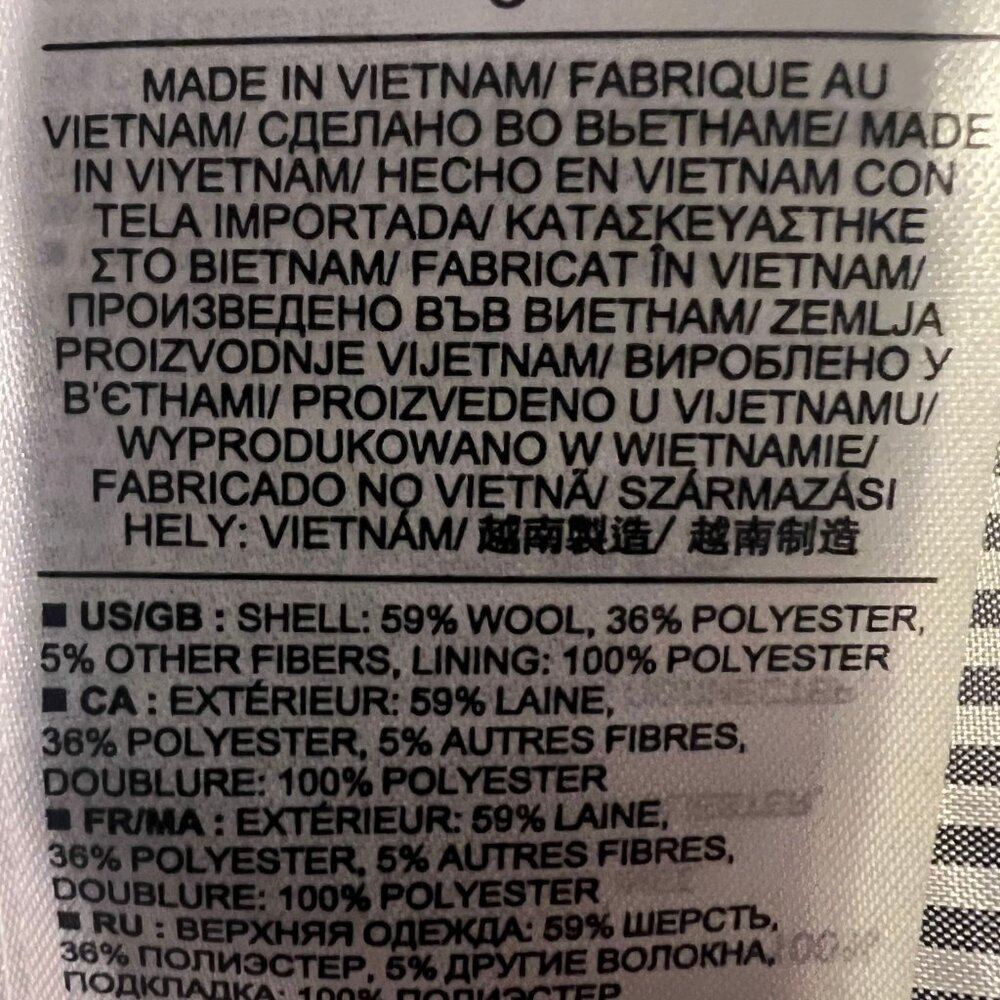 MADE IN VIETNAM/ FABRIQUE AU
VIETNAM/ СДЕЛАНО ВО ВЬЕТНАМЕ/ MADE
IN VIYETNAM/ HECHO EN VIETNAM CON
TELA IMPORTADA/ ΚΑΤΑΣΚΕΥΑΣΤΗΚΕ
ΣΤΟ ΒΙΕΤΝΑΜ/ FABRICAT ÎN VIETNAM/
ПРОИЗВЕДЕНО ВЪВ ВИЕТНАМ/ ZEMLJA
PROIZVODNJE VIJETNAM/ ВИРОБЛЕНО У
В'ЄТНАМІ/ PROIZVEDENO U VIJETNAMU/
WYPRODUKOWANO W WIETNAMIE/
FABRICADO NO VIETNÃ/ SZÁRMAZÁSI
HELY: VIETNÁM/ 越南製造/ 越南制造
■ US/GB : SHELL: 59% WOOL, 36% POLYESTER,
5% OTHER FIBERS, LINING: 100% POLYESTER
■ CA : EXTÉRIEUR: 59% LAINE,
36% POLYESTER, 5% AUTRES FIBRES,
DOUBLURE: 100% POLYESTER
■ FR/MA : EXTÉRIEUR: 59% LAINE,
36% POLYESTER, 5% AUTRES FIBRES,
DOUBLURE: 100% POLYESTER
■ RU : ВЕРХНЯЯ ОДЕЖДА: 59% ШЕРСТЬ,
36% ПОЛИЭСТЕР, 5% ДРУГИЕ ВОЛОКНА,
ПОДКЛАДКА: 100% ПОЛИЭСТЕР